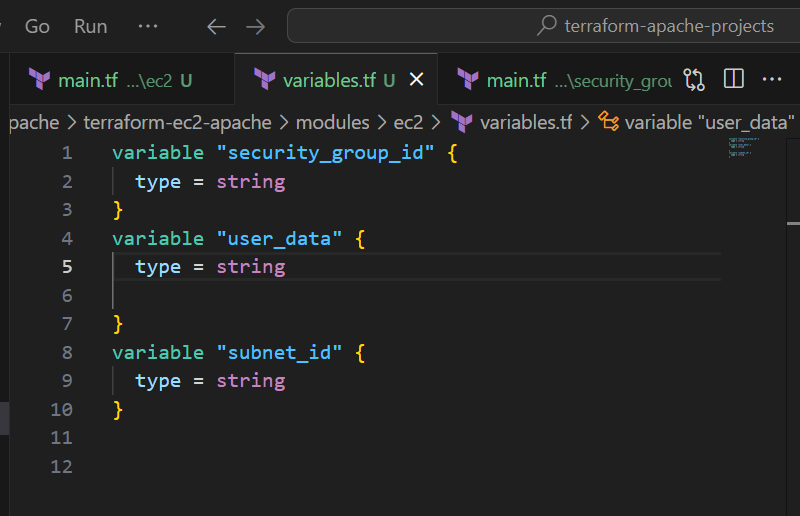 Go Run ··· ← → terraform-apache-projects
main.tf ...\ec2 U variables.tf U × main.tf ...\security_grou ···
pache > terraform-ec2-apache > modules > ec2 > variables.tf > variable "user_data"
1 variable "security_group_id" {
2 type = string
3 }
4 variable "user_data" {
5 type = string
6
7 }
8 variable "subnet_id" {
9 type = string
10 }
11
12